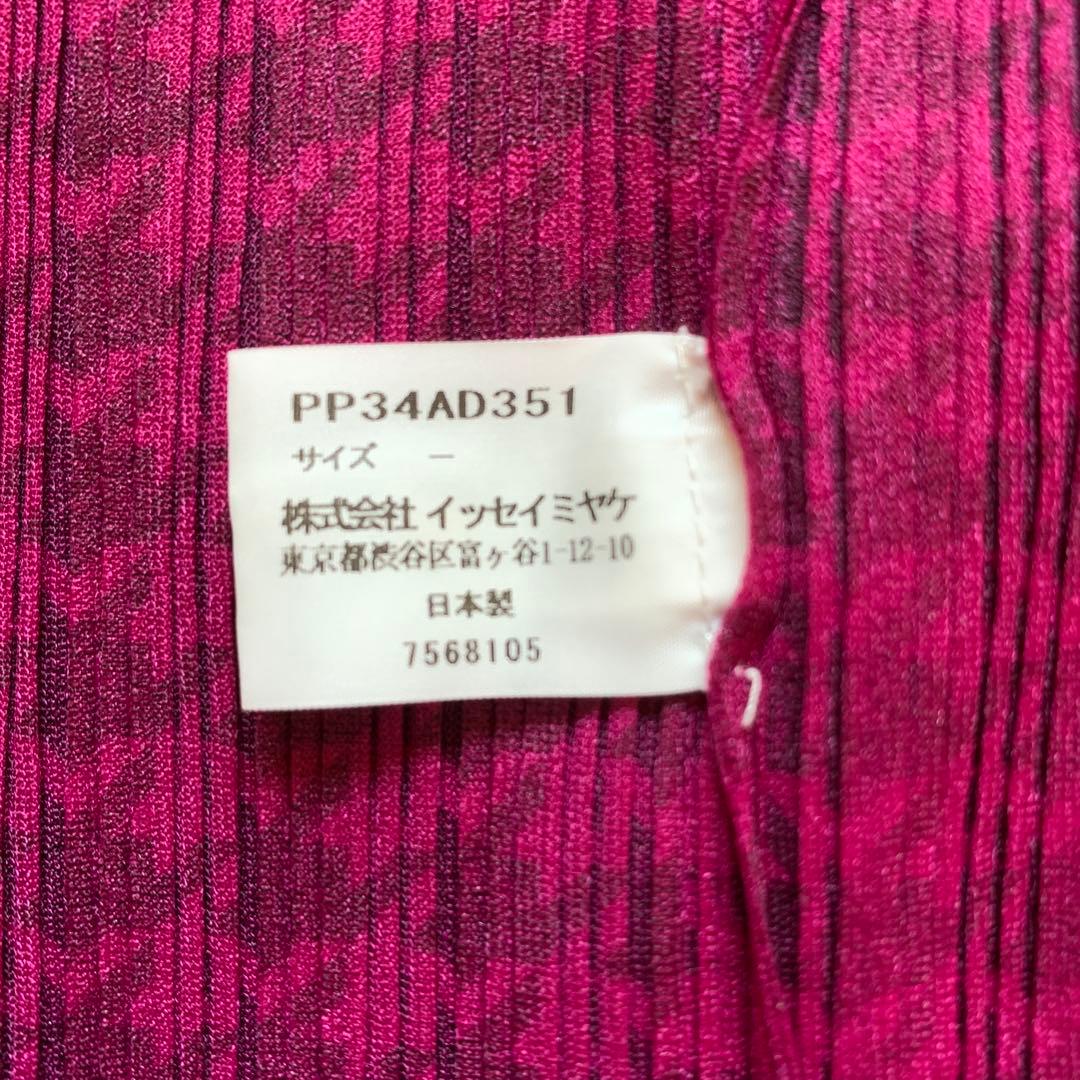 PP34AD351
サイズ －
株式会社 イッセイミヤケ
東京都渋谷区富ヶ谷1-12-10
日本製
7568105